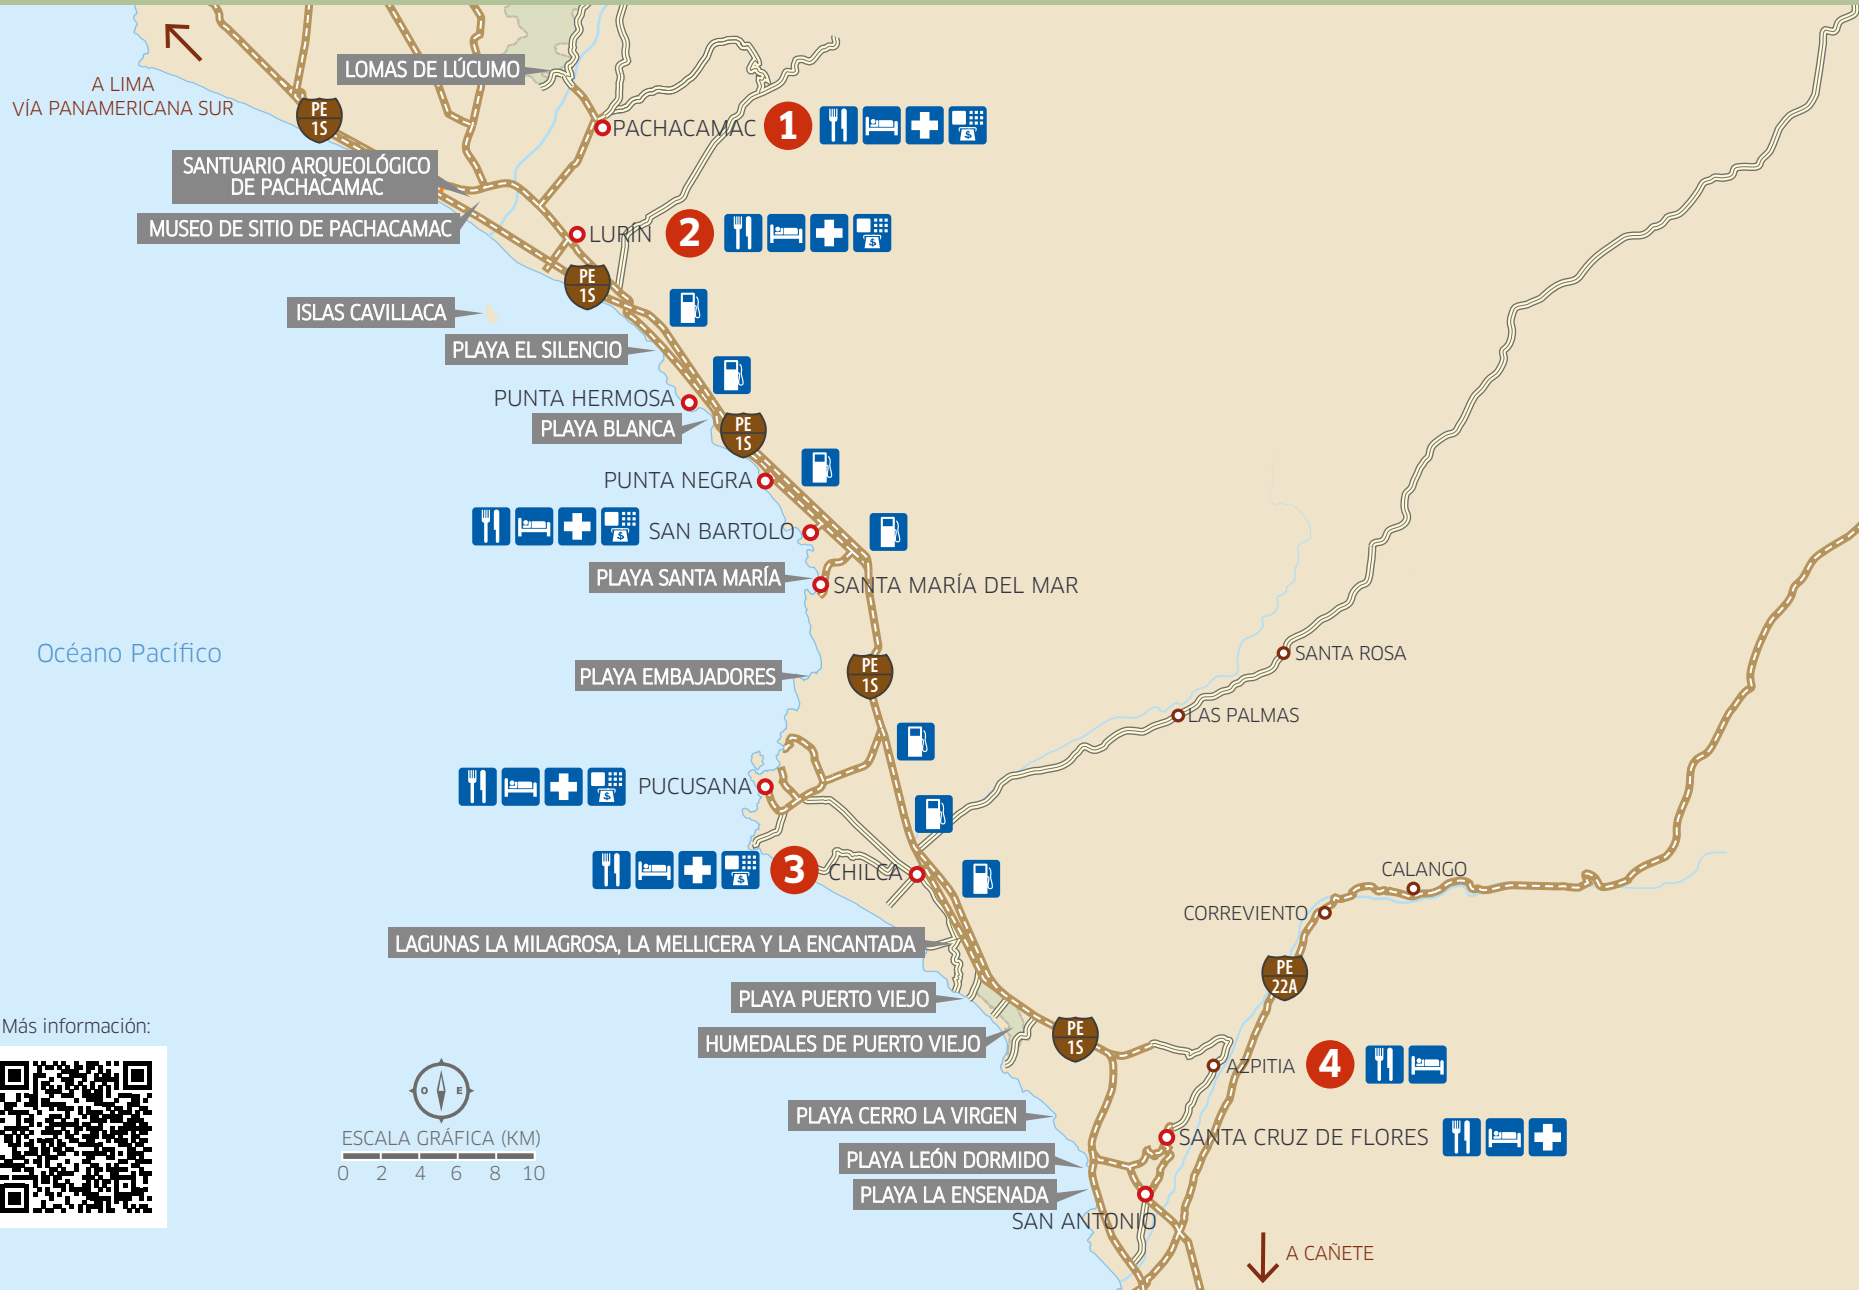 A LIMA
VÍA PANAMERICANA SUR
LOMAS DE LÚCUMO
PE
1S
PACHACAMAC
1
SANTUARIO ARQUEOLÓGICO
DE PACHACAMAC
MUSEO DE SITIO DE PACHACAMAC
LURÍN
2
PE
1S
ISLAS CAVILLACA
PLAYA EL SILENCIO
PUNTA HERMOSA
PLAYA BLANCA
PE
1S
PUNTA NEGRA
SAN BARTOLO
PLAYA SANTA MARÍA
SANTA MARÍA DEL MAR
Océano Pacífico
SANTA ROSA
PLAYA EMBAJADORES
PE
1S
LAS PALMAS
PUCUSANA
3
CHILCA
CALANGO
CORREVIENTO
LAGUNAS LA MILAGROSA, LA MELLICERA Y LA ENCANTADA
PE
22A
PLAYA PUERTO VIEJO
HUMEDALES DE PUERTO VIEJO
PE
1S
AZPITIA
4
Más información:
O E
ESCALA GRÁFICA (KM)
0 2 4 6 8 10
PLAYA CERRO LA VIRGEN
SANTA CRUZ DE FLORES
PLAYA LEÓN DORMIDO
PLAYA LA ENSENADA
SAN ANTONIO
A CAÑETE